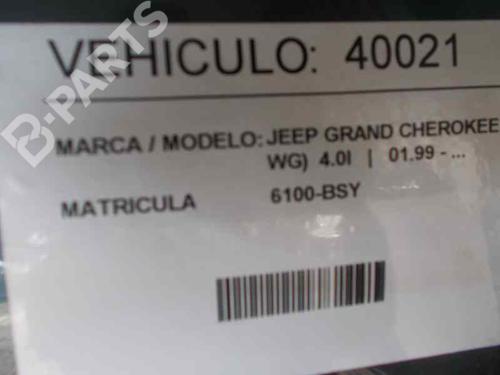 VEHICULO: 40021
MARCA / MODELO: JEEP GRAND CHEROKEE
WG) 4.0I | 01.99 - ...
MATRICULA 6100-BSY
B-PARTS